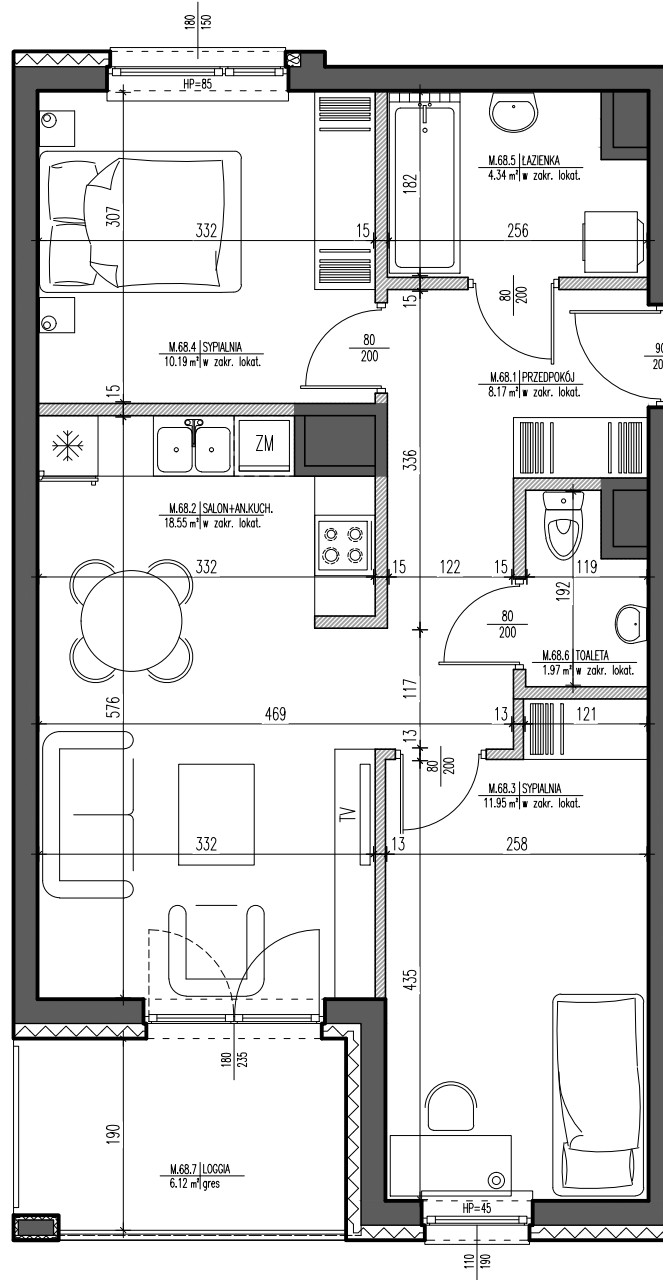 180
150
HP=85
M.68.5 ŁAZIENKA
4.34 m² w zakr. lokat.
182
307
332
15
256
80
200
15
M.68.4 SYPIALNIA
10.19 m² w zakr. lokat.
80
200
90
M.68.1 PRZEDPOKÓJ
8.17 m² w zakr. lokat.
15
ZM
336
M.68.2 SALON+AN.KUCH.
18.55 m² w zakr. lokat.
332
15
122
15
119
192
80
200
M.68.6 TOALETA
1.97 m² w zakr. lokat.
576
117
469
13
121
13
80
200
M.68.3 SYPIALNIA
11.95 m² w zakr. lokat.
TV
332
13
258
435
180
235
190
M.68.7 LOGGIA
6.12 m² gres
HP=45
110
190